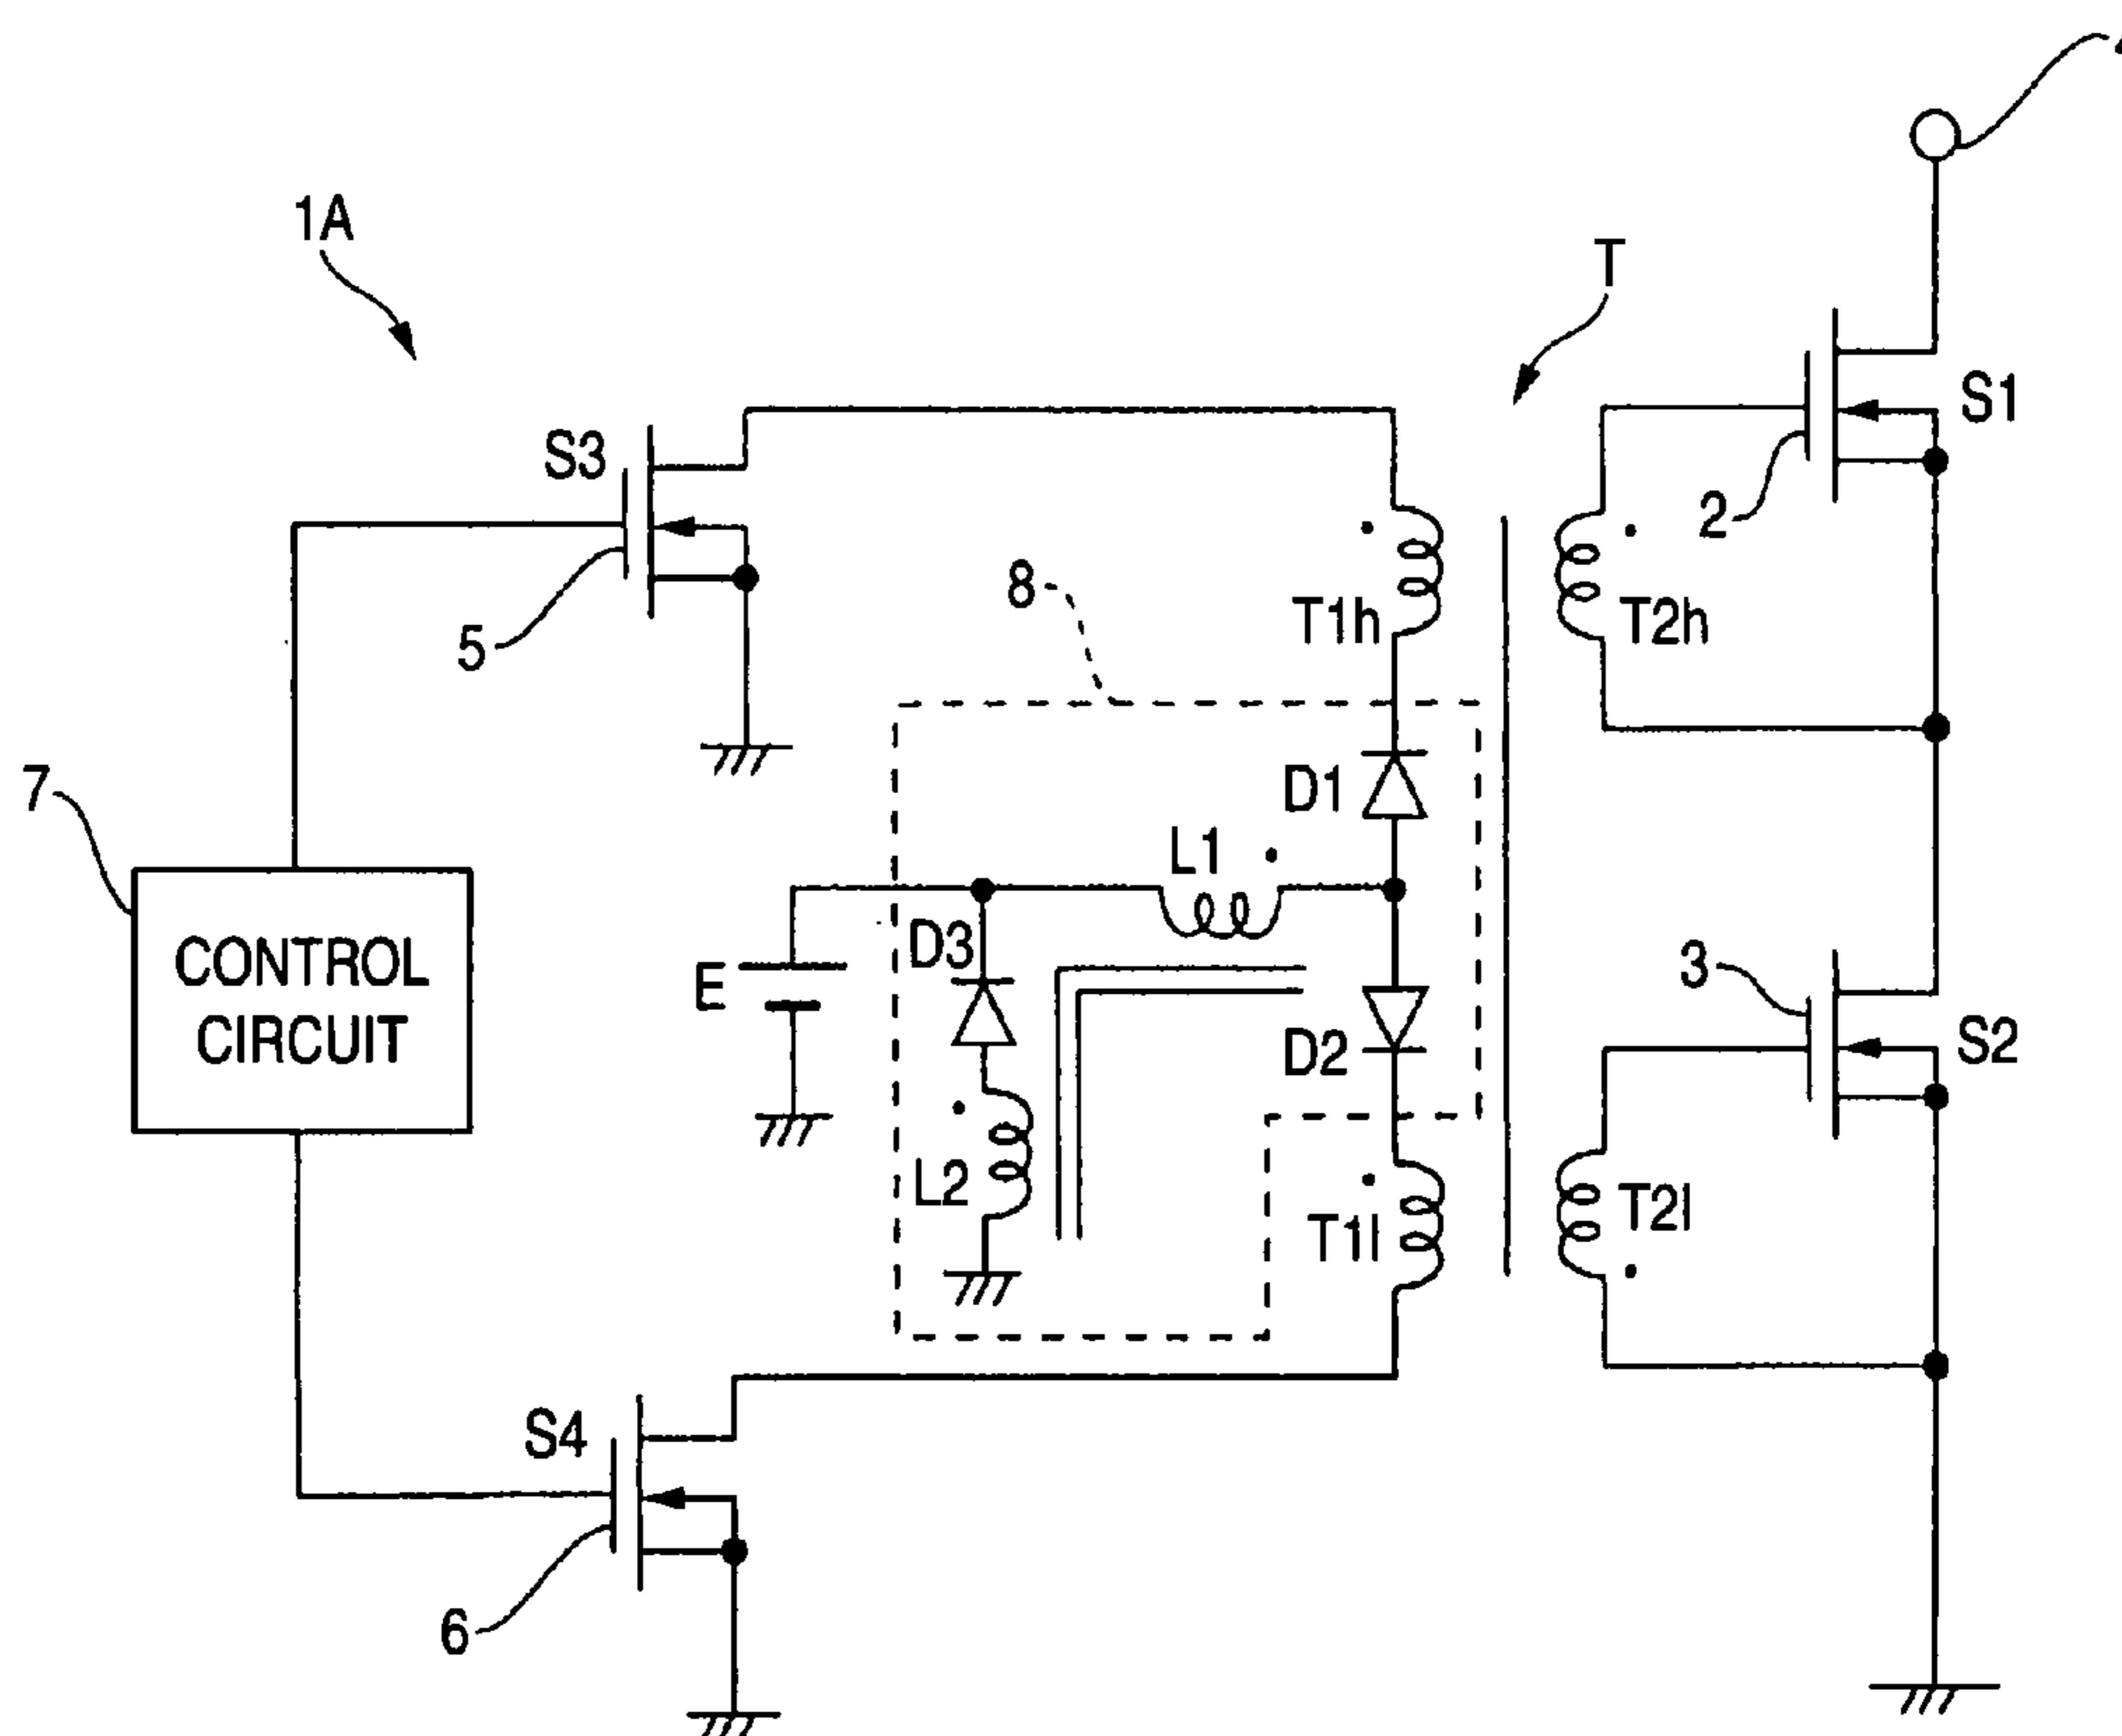 1A
T
S1
S3
2
8
T1h
T2h
5
D1
7
L1
D3
3
CONTROL
CIRCUIT
E
S2
D2
L2
T1l
T2l
S4
6